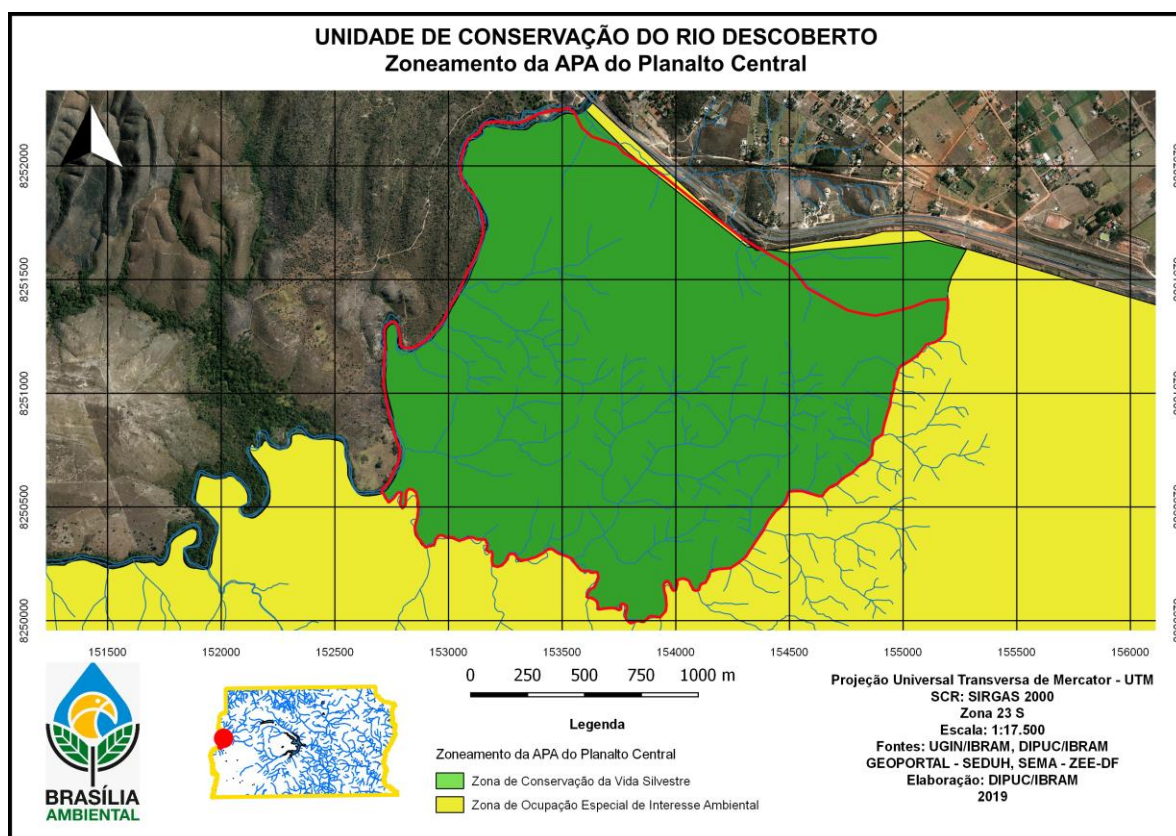 UNIDADE DE CONSERVAÇÃO DO RIO DESCOBERTO
Zoneamento da APA do Planalto Central
8252000
8251500
8251000
8250500
8250000
151500 152000 152500 153000 153500 154000 154500 155000 155500 156000
BRASÍLIA
AMBIENTAL
0 250 500 750 1000 m
Legenda
Zoneamento da APA do Planalto Central
Zona de Conservação da Vida Silvestre
Zona de Ocupação Especial de Interesse Ambiental
Projeção Universal Transversa de Mercator - UTM
SCR: SIRGAS 2000
Zona 23 S
Escala: 1:17.500
Fontes: UGIN/IBRAM, DIPUC/IBRAM
GEOPORTAL - SEDUH, SEMA - ZEE-DF
Elaboração: DIPUC/IBRAM
2019